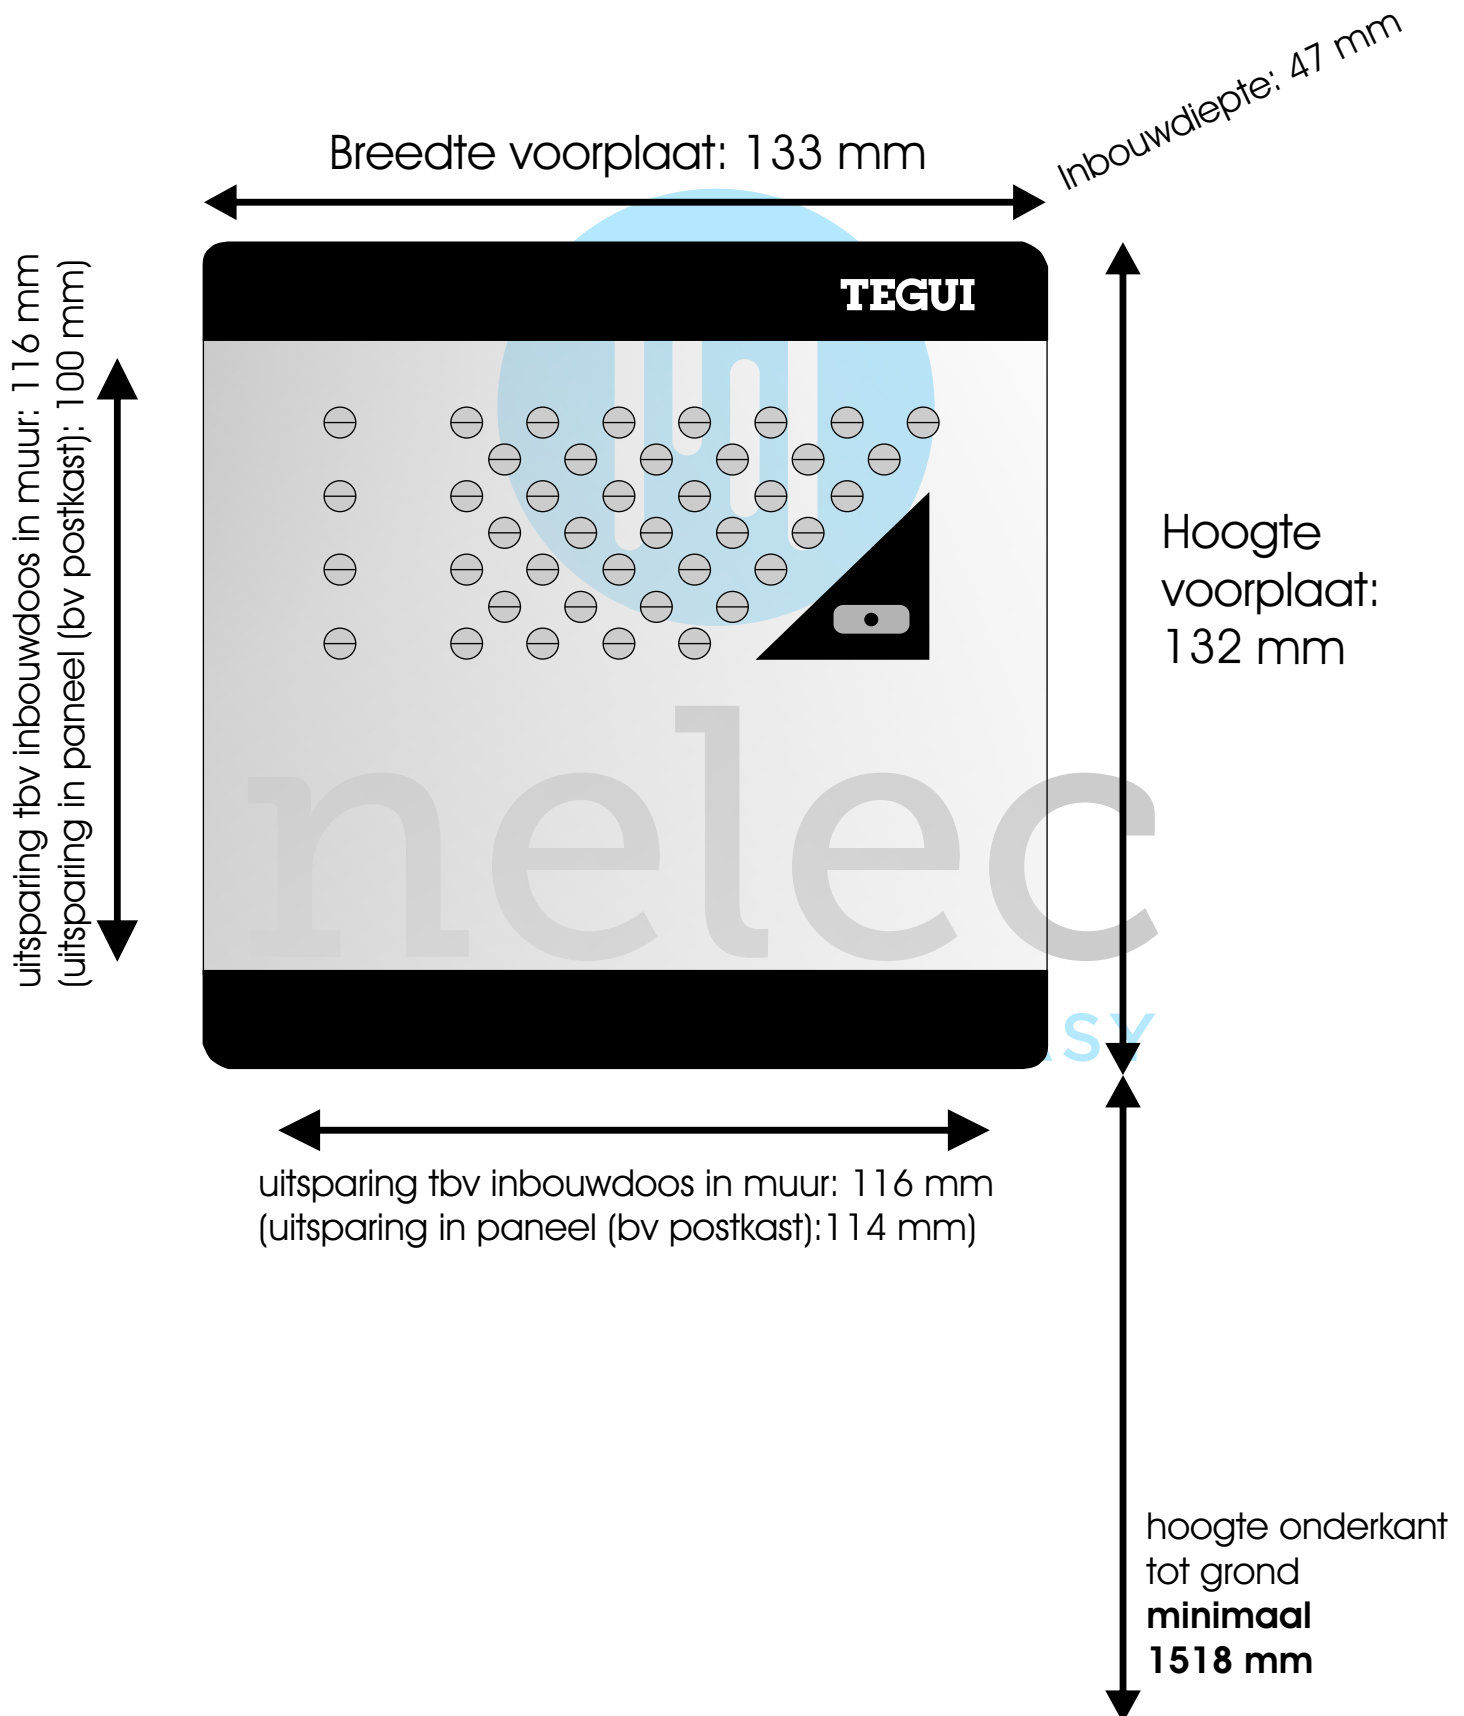 Inbouwdiepte: 47 mm
Breedte voorplaat: 133 mm
TEGUI
uitsparing tbv inbouwdoos in muur: 116 mm
(uitsparing in paneel (bv postkast): 100 mm)
Hoogte
voorplaat:
132 mm
nelec
SY
uitsparing tbv inbouwdoos in muur: 116 mm
(uitsparing in paneel (bv postkast):114 mm)
hoogte onderkant
tot grond
minimaal
1518 mm